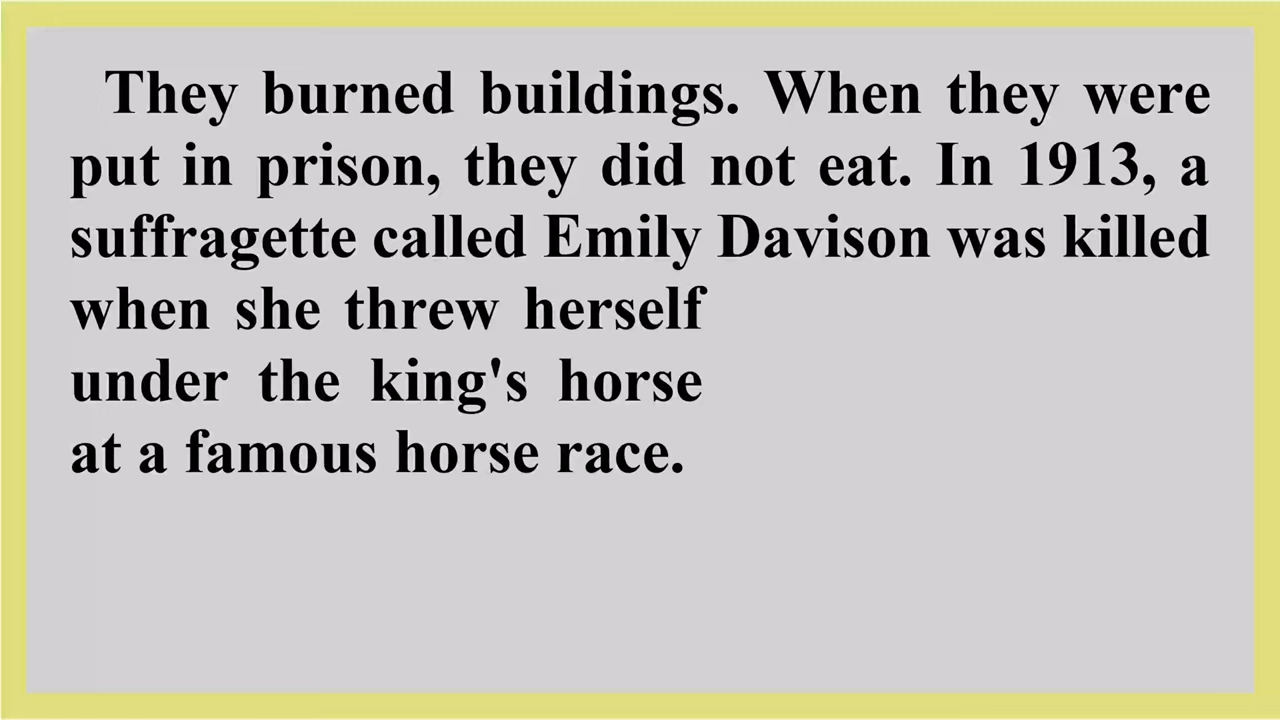 They burned buildings. When they were
put in prison, they did not eat. In 1913, a
suffragette called Emily Davison was killed
when she threw herself
under the king's horse
at a famous horse race.